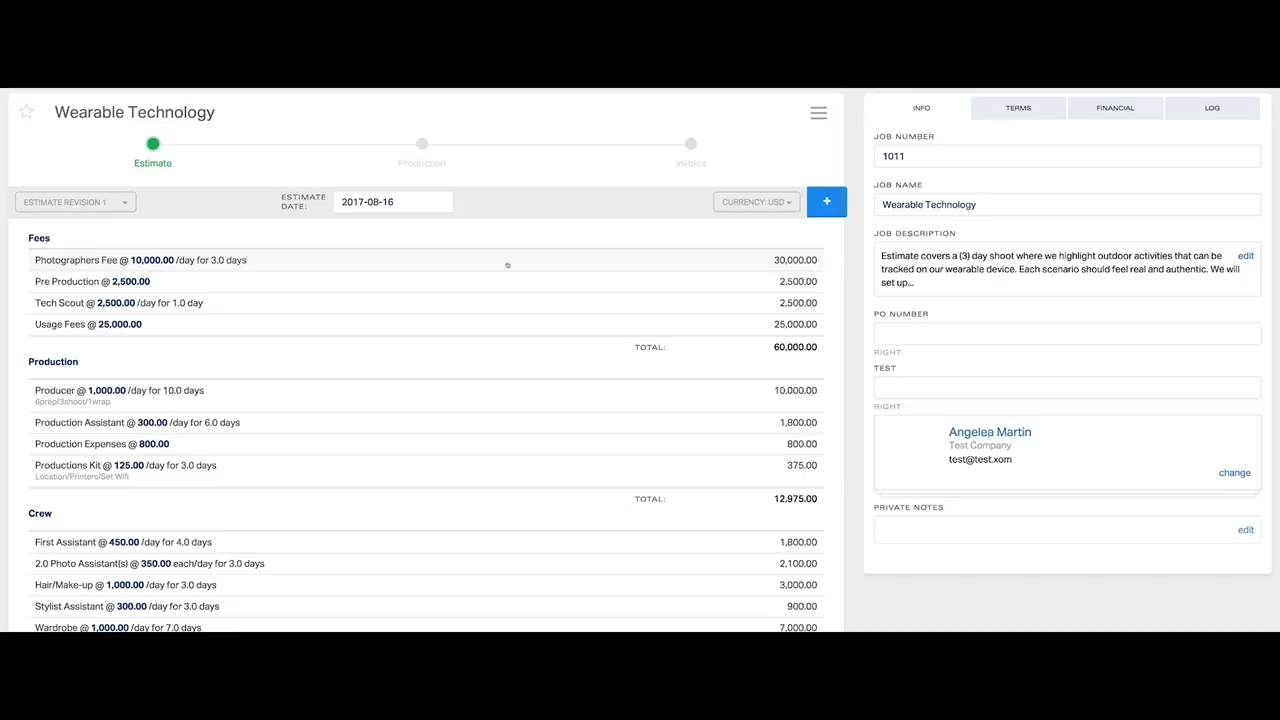 Wearable Technology
Estimate
Production
Invoice
ESTIMATE REVISION 1
ESTIMATE
DATE:
2017-08-16
CURRENCY: USD
+
Fees
Photographers Fee @ 10,000.00 /day for 3.0 days 30,000.00
Pre Production @ 2,500.00 2,500.00
Tech Scout @ 2,500.00 /day for 1.0 day 2,500.00
Usage Fees @ 25,000.00 25,000.00
TOTAL: 60,000.00
Production
Producer @ 1,000.00 /day for 10.0 days 10,000.00
6prep/3shoot/1wrap
Production Assistant @ 300.00 /day for 6.0 days 1,800.00
Production Expenses @ 800.00 800.00
Productions Kit @ 125.00 /day for 3.0 days 375.00
Location/Printers/Set Wifi
TOTAL: 12,975.00
Crew
First Assistant @ 450.00 /day for 4.0 days 1,800.00
2.0 Photo Assistant(s) @ 350.00 each/day for 3.0 days 2,100.00
Hair/Make-up @ 1,000.00 /day for 3.0 days 3,000.00
Stylist Assistant @ 300.00 /day for 3.0 days 900.00
Wardrobe @ 1,000.00 /day for 7.0 days 7,000.00
INFO TERMS FINANCIAL LOG
JOB NUMBER
1011
JOB NAME
Wearable Technology
JOB DESCRIPTION
Estimate covers a (3) day shoot where we highlight outdoor activities that can be edit
tracked on our wearable device. Each scenario should feel real and authentic. We will
set up...
PO NUMBER
RIGHT
TEST
RIGHT
Angelea Martin
Test Company
test@test.xom
change
PRIVATE NOTES
edit